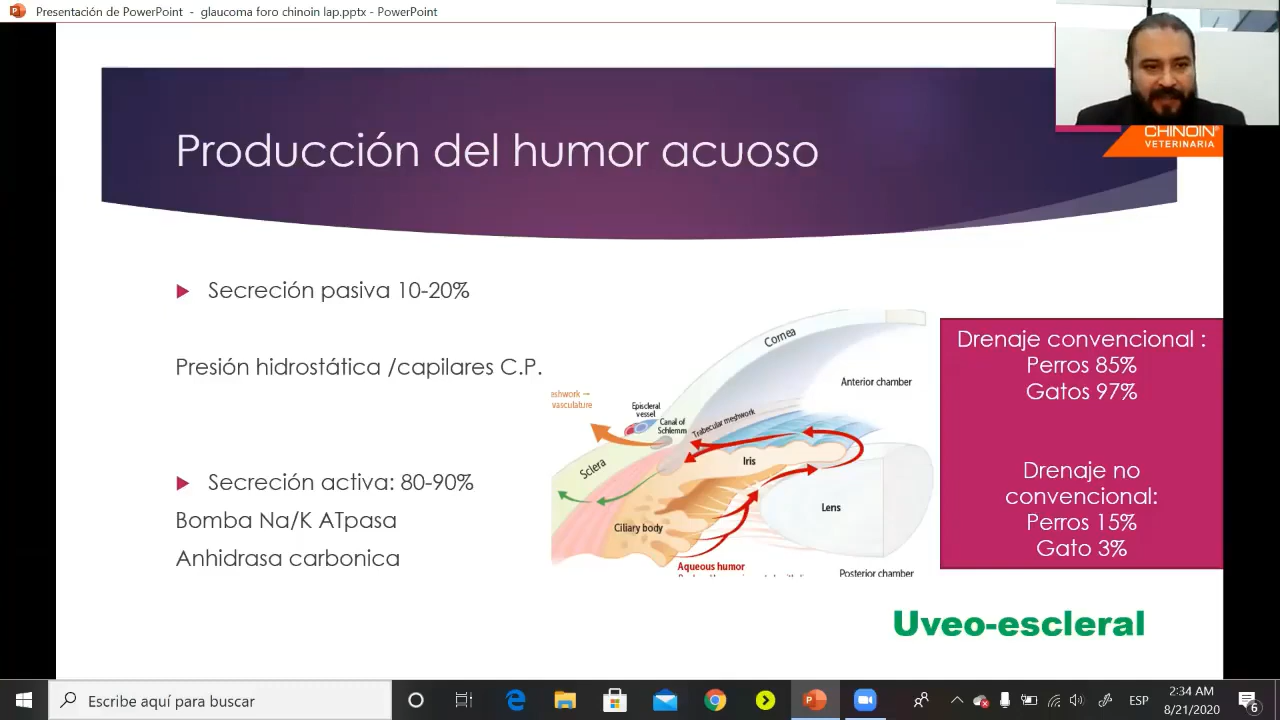 Presentación de PowerPoint - glaucoma foro chinoin lap.pptx - PowerPoint
CHINOIN®
VETERINARIA
Producción del humor acuoso
Secreción pasiva 10-20%
Presión hidrostática /capilares C.P.
Secreción activa: 80-90%
Bomba Na/K ATpasa
Anhidrasa carbonica
Cornea
Anterior chamber
eshwork →
vasculature
Episcleral
vessel
Canal of
Schlemm
Trabecular meshwork
Sclera
Iris
Lens
Ciliary body
Aqueous humor
Posterior chamber
Drenaje convencional :
Perros 85%
Gatos 97%
Drenaje no
convencional:
Perros 15%
Gato 3%
Uveo-escleral
Escribe aquí para buscar
ESP
2:34 AM
8/21/2020
6